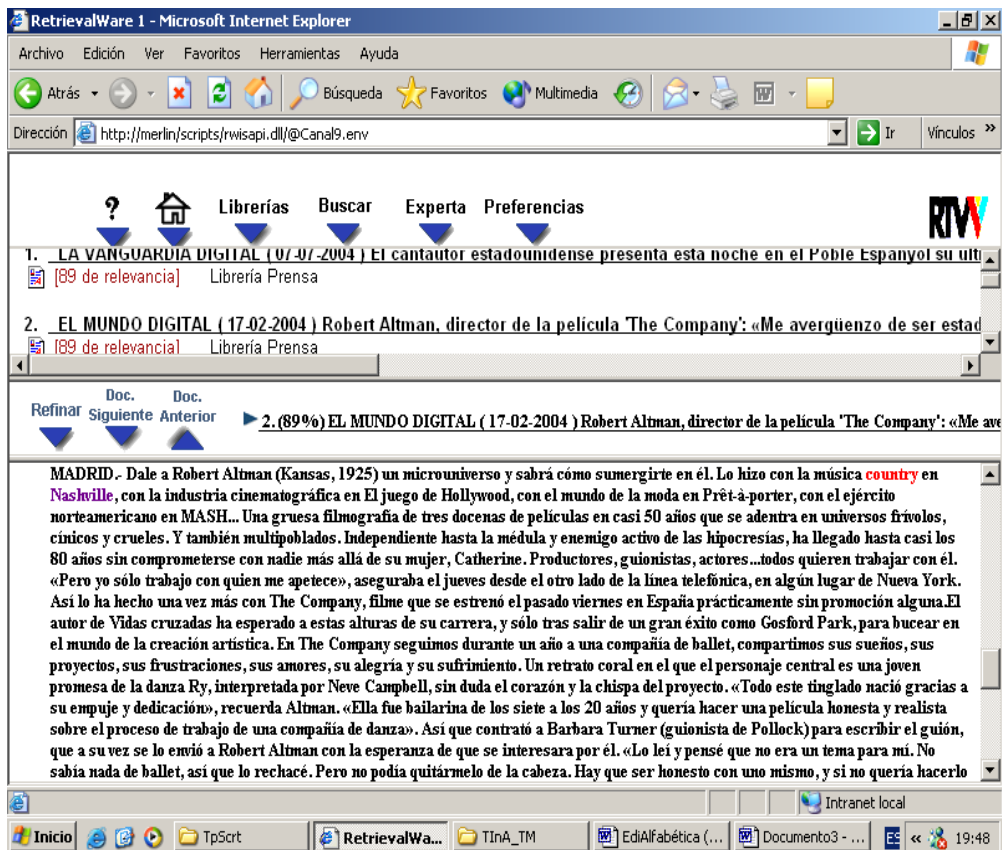 RetrievalWare 1 - Microsoft Internet Explorer
Archivo Edición Ver Favoritos Herramientas Ayuda
Atrás Búsqueda Favoritos Multimedia
Dirección http://merlin/scripts/rwisapi.dll/@Canal9.env Ir Vínculos »
? Librerías Buscar Experta Preferencias RTVV
1. LA VANGUARDIA DIGITAL ( 07-07-2004 ) El cantautor estadounidense presenta esta noche en el Poble Espanyol su
[89 de relevancia] Librería Prensa
2. EL MUNDO DIGITAL ( 17-02-2004 ) Robert Altman, director de la película 'The Company': «Me avergüenzo de ser estad
[89 de relevancia] Librería Prensa
Refinar Doc. Siguiente Doc. Anterior
2. (89%) EL MUNDO DIGITAL ( 17-02-2004 ) Robert Altman, director de la película 'The Company': «Me ave
MADRID.- Dale a Robert Altman (Kansas, 1925) un microuniverso y sabrá cómo sumergirte en él. Lo hizo con la música country en
Nashville, con la industria cinematográfica en El juego de Hollywood, con el mundo de la moda en Prêt-à-porter, con el ejército
norteamericano en MASH... Una gruesa filmografía de tres docenas de películas en casi 50 años que se adentra en universos frívolos,
cínicos y crueles. Y también multipoblados. Independiente hasta la médula y enemigo activo de las hipocresías, ha llegado hasta casi los
80 años sin comprometerse con nadie más allá de su mujer, Catherine. Productores, guionistas, actores...todos quieren trabajar con él.
«Pero yo sólo trabajo con quien me apetece», aseguraba el jueves desde el otro lado de la línea telefónica, en algún lugar de Nueva York.
Así lo ha hecho una vez más con The Company, filme que se estrenó el pasado viernes en España prácticamente sin promoción alguna.El
autor de Vidas cruzadas ha esperado a estas alturas de su carrera, y sólo tras salir de un gran éxito como Gosford Park, para bucear en
el mundo de la creación artística. En The Company seguimos durante un año a una compañía de ballet, compartimos sus sueños, sus
proyectos, sus frustraciones, sus amores, su alegría y su sufrimiento. Un retrato coral en el que el personaje central es una joven
promesa de la danza Ry, interpretada por Neve Campbell, sin duda el corazón y la chispa del proyecto. «Todo este tinglado nació gracias a
su empuje y dedicación», recuerda Altman. «Ella fue bailarina de los siete a los 20 años y quería hacer una película honesta y realista
sobre el proceso de trabajo de una compañía de danza». Así que contrató a Barbara Turner (guionista de Pollock) para escribir el guión,
que a su vez se lo envió a Robert Altman con la esperanza de que se interesara por él. «Lo leí y pensé que no era un tema para mí. No
sabía nada de ballet, así que lo rechacé. Pero no podía quitármelo de la cabeza. Hay que ser honesto con uno mismo, y si no quería hacerlo
Intranet local
Inicio TpScrt RetrievalWa... TInA_TM EdiAlfabética (... Documento3 - ... ES « 19:48